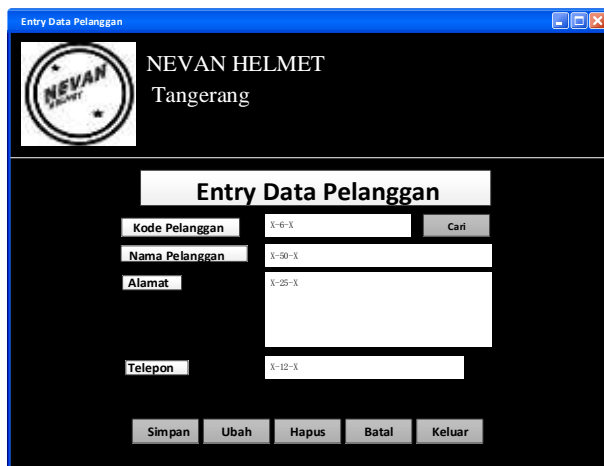 Entry Data Pelanggan
NEVAN HELMET
Tangerang
NEVAN
HELMET
Entry Data Pelanggan
Kode Pelanggan X-6-X Cari
Nama Pelanggan X-50-X
Alamat X-25-X
Telepon X-12-X
Simpan Ubah Hapus Batal Keluar